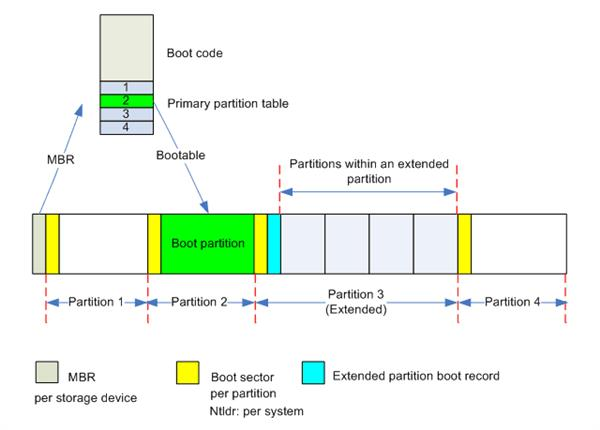 Boot code
1
2
3
4
Primary partition table
MBR
Bootable
Partitions within an extended
partition
Boot partition
Partition 1
Partition 2
Partition 3
(Extended)
Partition 4
MBR
per storage device
Boot sector
per partition
Ntldr: per system
Extended partition boot record